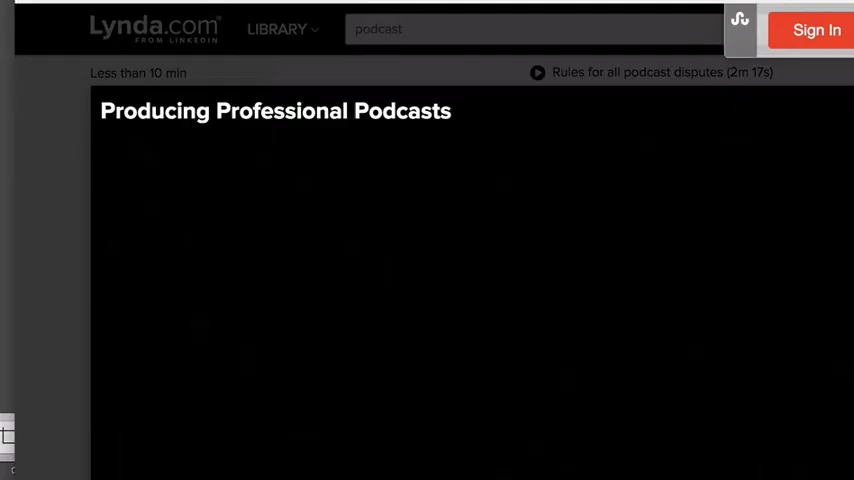 Lynda.com®
FROM LINKEDIN
LIBRARY
podcast
Sign In
Less than 10 min
Rules for all podcast disputes (2m 17s)
Producing Professional Podcasts